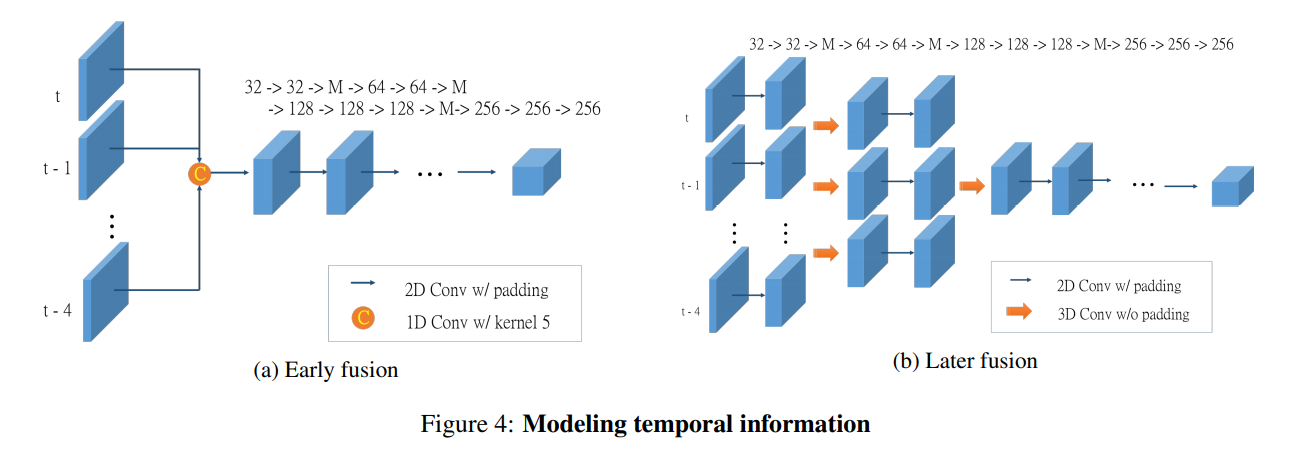 t
t - 1
t - 4
C
32 -> 32 -> M -> 64 -> 64 -> M
-> 128 -> 128 -> 128 -> M-> 256 -> 256 -> 256
2D Conv w/ padding
C 1D Conv w/ kernel 5
(a) Early fusion
32 -> 32 -> M -> 64 -> 64 -> M -> 128 -> 128 -> 128 -> M-> 256 -> 256 -> 256
t
t - 1
t - 4
2D Conv w/ padding
3D Conv w/o padding
(b) Later fusion
Figure 4: Modeling temporal information